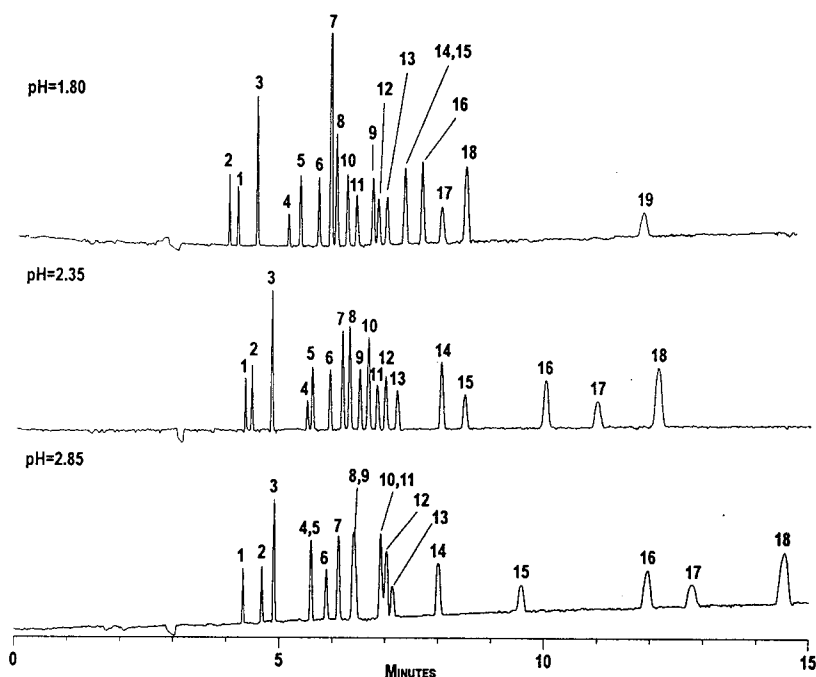 pH=1.80
2 1 3 4 5 6 7 8 10 11 9 12 13 14,15 16 17 18 19
pH=2.35
1 2 3 4 5 6 7 8 9 10 11 12 13 14 15 16 17 18
pH=2.85
1 2 3 4,5 6 7 8,9 10,11 12 13 14 15 16 17 18
0 5 10 15
MINUTES